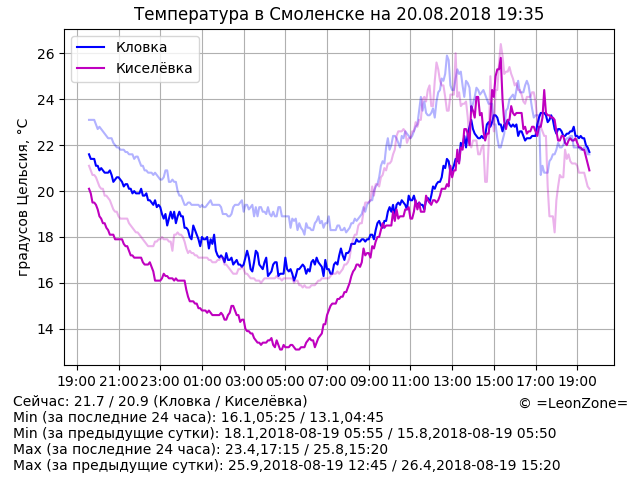 Температура в Смоленске на 20.08.2018 19:35
Кловка
Киселёвка
градусов Цельсия, °C
26
24
22
20
18
16
14
19:00 21:00 23:00 01:00 03:00 05:00 07:00 09:00 11:00 13:00 15:00 17:00 19:00
Сейчас: 21.7 / 20.9 (Кловка / Киселёвка)
© =LeonZone=
Min (за последние 24 часа): 16.1,05:25 / 13.1,04:45
Min (за предыдущие сутки): 18.1,2018-08-19 05:55 / 15.8,2018-08-19 05:50
Max (за последние 24 часа): 23.4,17:15 / 25.8,15:20
Max (за предыдущие сутки): 25.9,2018-08-19 12:45 / 26.4,2018-08-19 15:20